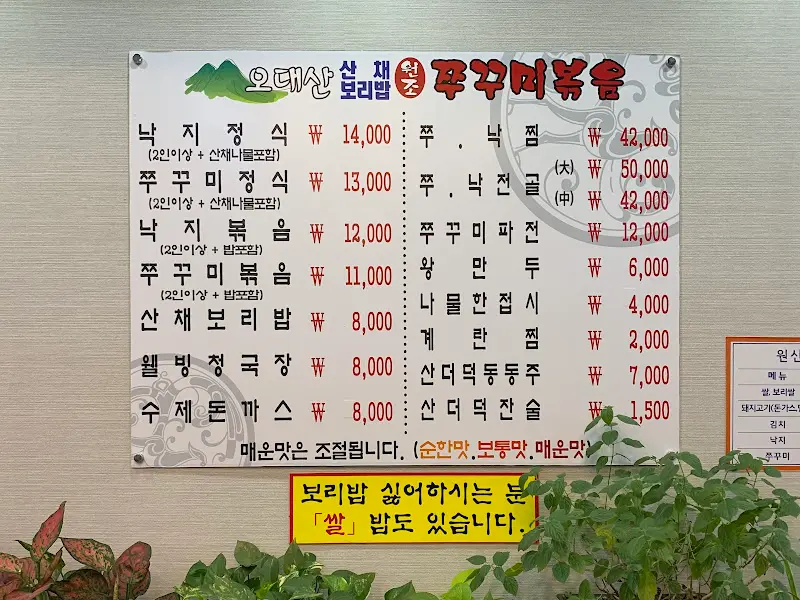 오대산 산채 보리밥 원조 쭈꾸미볶음
낙지정식 ₩ 14,000
(2인이상 + 산채나물포함)
쭈꾸미정식 ₩ 13,000
(2인이상 + 산채나물포함)
낙지볶음 ₩ 12,000
(2인이상 + 밥포함)
쭈꾸미볶음 ₩ 11,000
(2인이상 + 밥포함)
산채보리밥 ₩ 8,000
웰빙청국장 ₩ 8,000
수제돈까스 ₩ 8,000
쭈.낙찜 ₩ 42,000
쭈.낙전골 (大) ₩ 50,000
(中) ₩ 42,000
쭈꾸미파전 ₩ 12,000
왕만두 ₩ 6,000
나물한접시 ₩ 4,000
계란찜 ₩ 2,000
산더덕동동주 ₩ 7,000
산더덕잔술 ₩ 1,500
매운맛은 조절됩니다. (순한맛.보통맛.매운맛)
보리밥 싫어하시는 분
「쌀」 밥도 있습니다.
메뉴
쌀, 보리쌀
돼지고기(돈가스,
김치
낙지
쭈꾸미